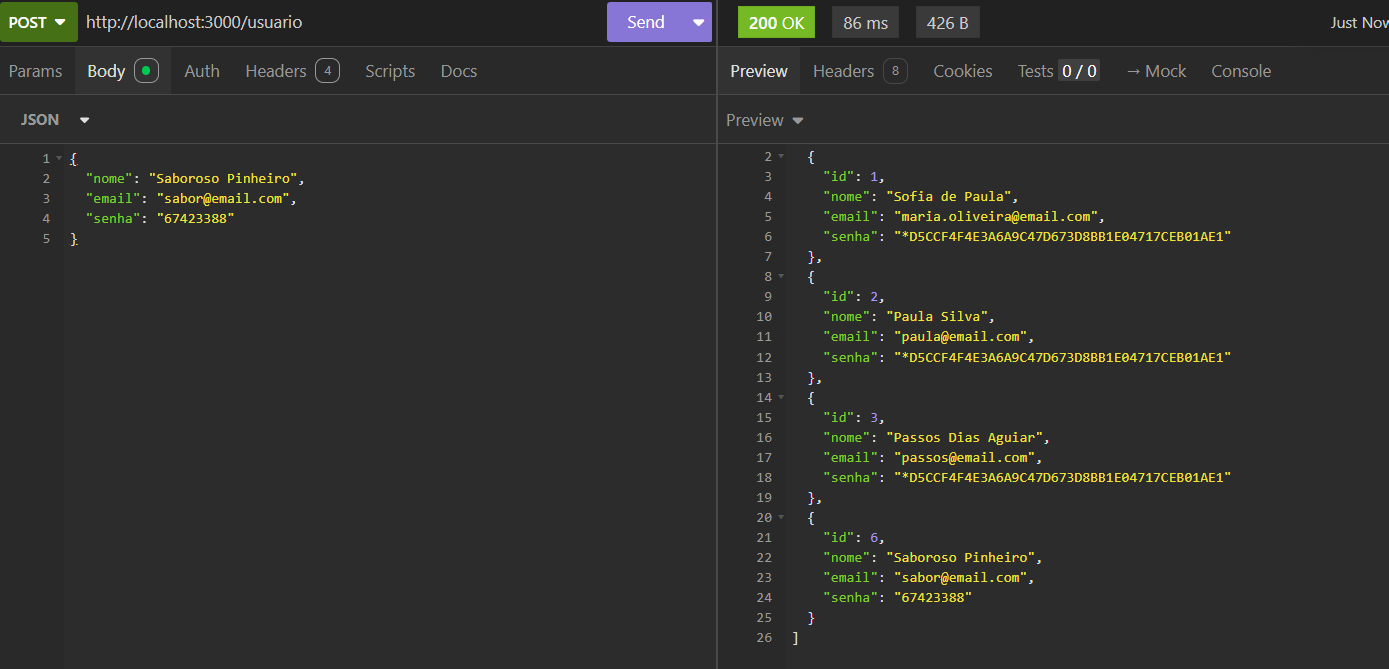 POST http://localhost:3000/usuario Send
Params Body Auth Headers 4 Scripts Docs
JSON
1 {
2 "nome": "Saboroso Pinheiro",
3 "email": "sabor@email.com",
4 "senha": "67423388"
5 }
200 OK 86 ms 426 B Just Now
Preview Headers 8 Cookies Tests 0 / 0 → Mock Console
Preview
2 {
3 "id": 1,
4 "nome": "Sofia de Paula",
5 "email": "maria.oliveira@email.com",
6 "senha": "*D5CCF4F4E3A6A9C47D673D8BB1E04717CEB01AE1"
7 },
8 {
9 "id": 2,
10 "nome": "Paula Silva",
11 "email": "paula@email.com",
12 "senha": "*D5CCF4F4E3A6A9C47D673D8BB1E04717CEB01AE1"
13 },
14 {
15 "id": 3,
16 "nome": "Passos Dias Aguiar",
17 "email": "passos@email.com",
18 "senha": "*D5CCF4F4E3A6A9C47D673D8BB1E04717CEB01AE1"
19 },
20 {
21 "id": 6,
22 "nome": "Saboroso Pinheiro",
23 "email": "sabor@email.com",
24 "senha": "67423388"
25 }
26 ]